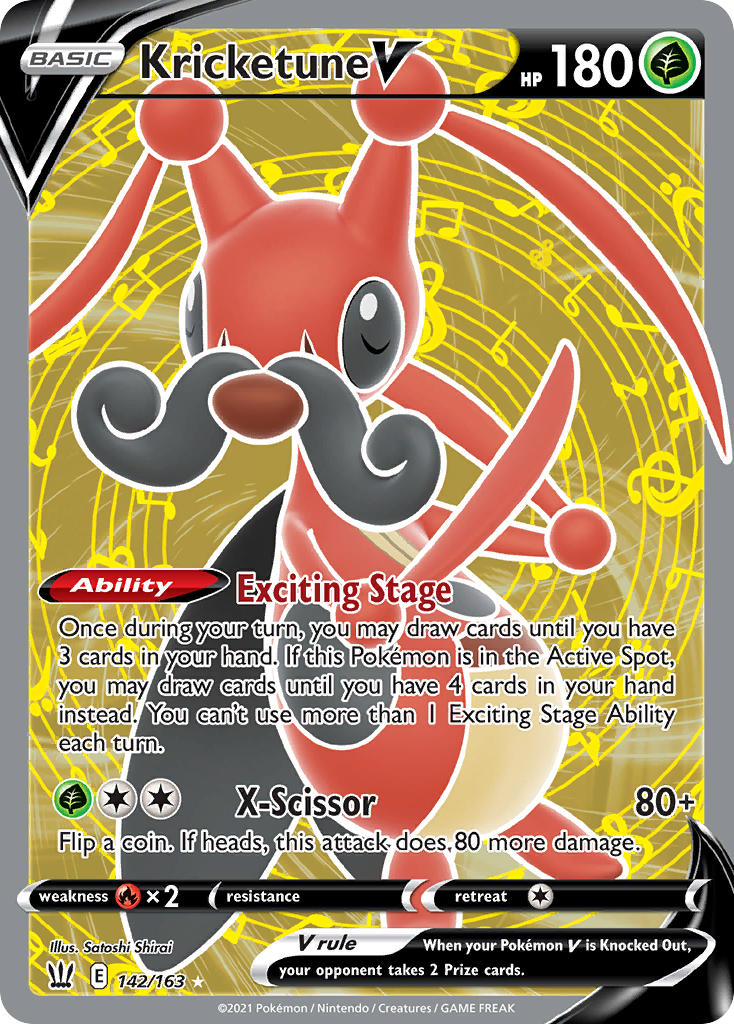 BASIC
Kricketune V
HP 180
Ability Exciting Stage
Once during your turn, you may draw cards until you have
3 cards in your hand. If this Pokémon is in the Active Spot,
you may draw cards until you have 4 cards in your hand
instead. You can't use more than 1 Exciting Stage Ability
each turn.
X-Scissor 80+
Flip a coin. If heads, this attack does 80 more damage.
weakness ×2 resistance retreat
Illus. Satoshi Shirai
V rule When your Pokémon V is Knocked Out,
your opponent takes 2 Prize cards.
E 142/163
©2021 Pokémon / Nintendo / Creatures / GAME FREAK